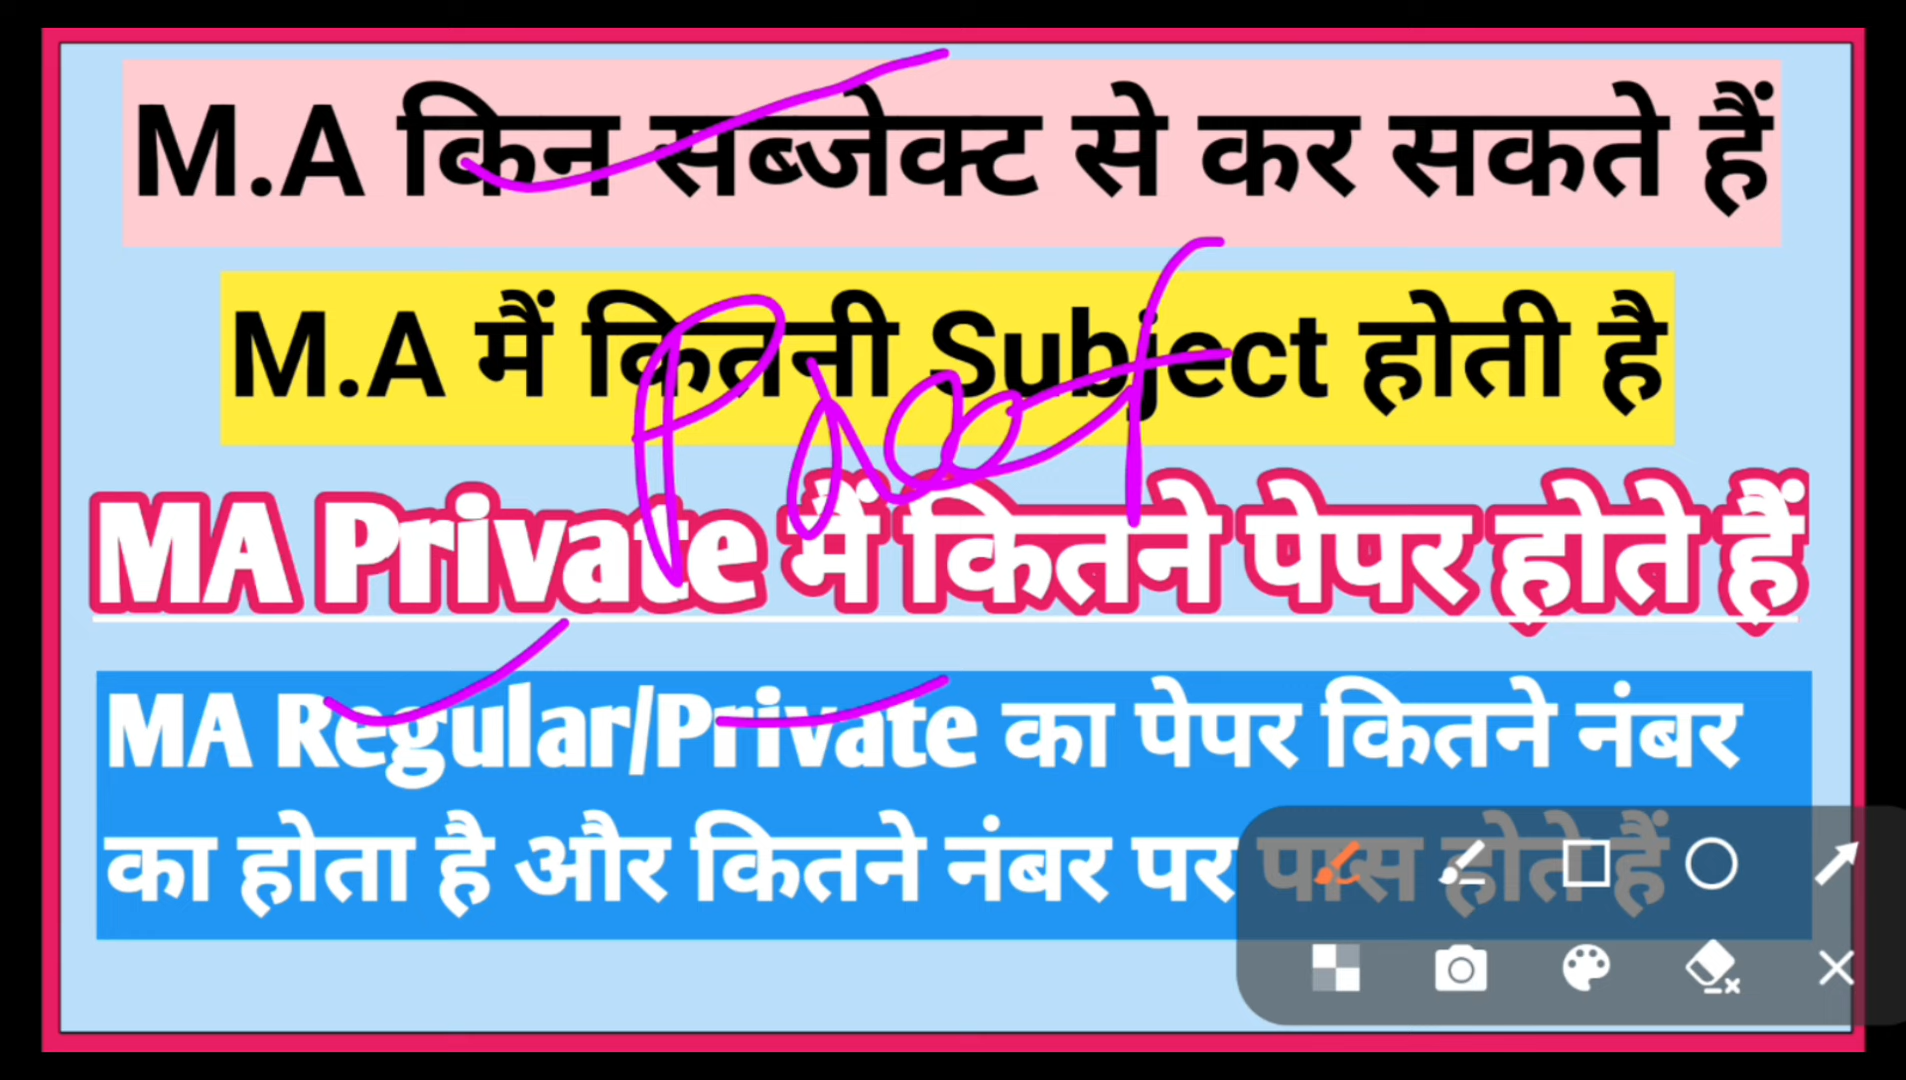 M.A किन सब्जेक्ट से कर सकते हैं
M.A मैं कितनी Subject होती है
MA Private मैं कितने पेपर होते हैं
MA Regular/Private का पेपर कितने नंबर
का होता है और कितने नंबर पर पास होते हैं